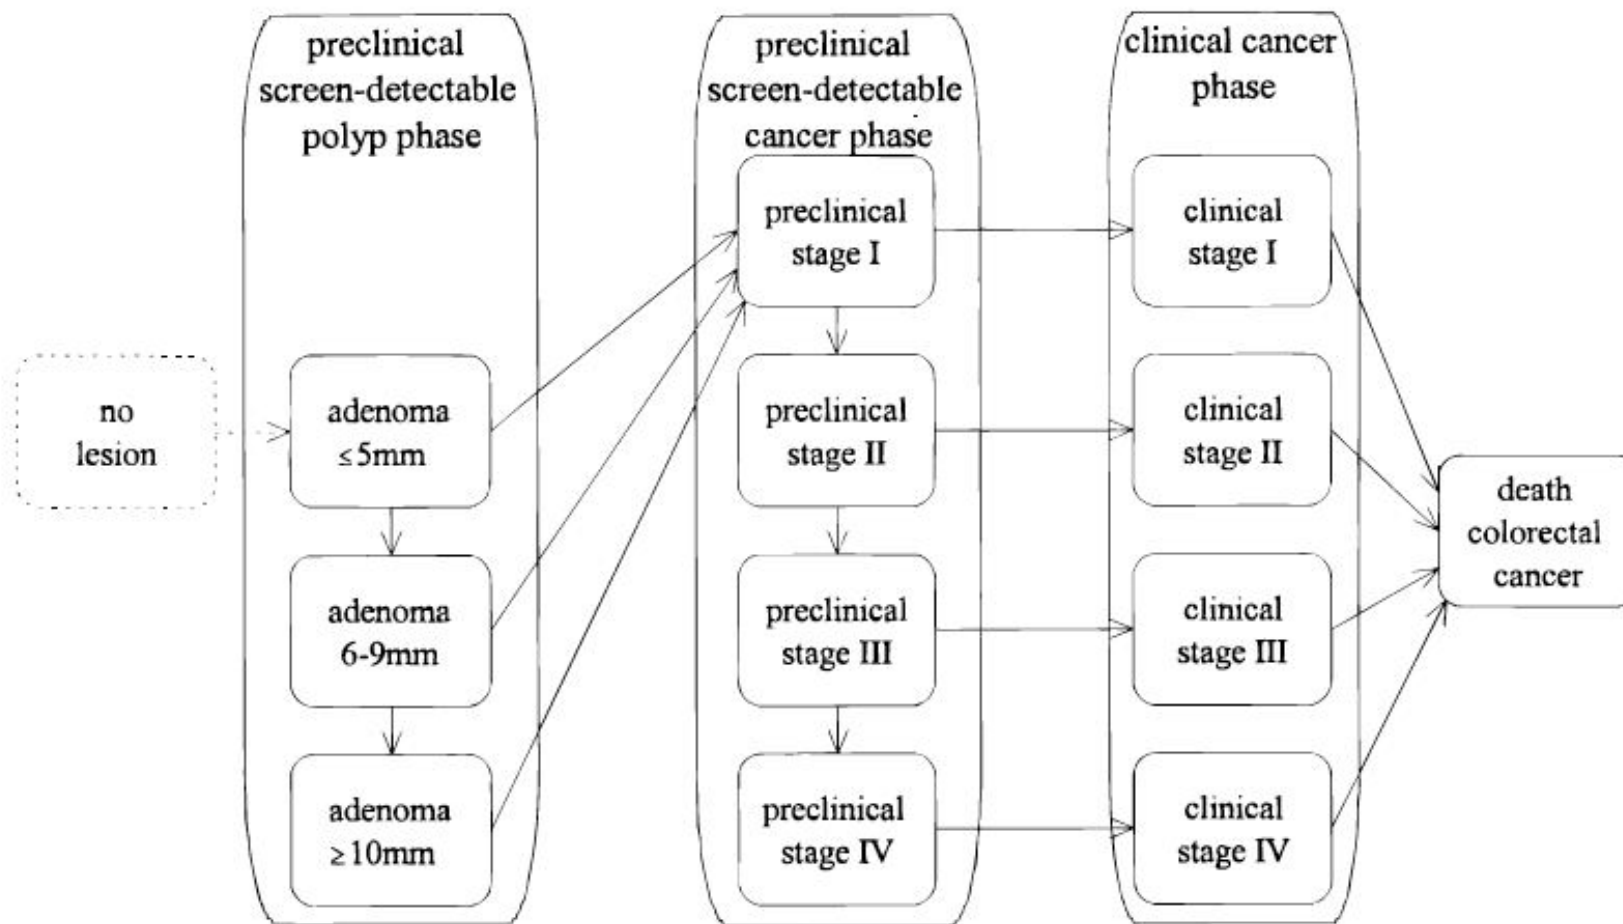 preclinical
screen-detectable
polyp phase
preclinical
screen-detectable
cancer phase
clinical cancer
phase
no
lesion
adenoma
≤5mm
adenoma
6-9mm
adenoma
≥10mm
preclinical
stage I
preclinical
stage II
preclinical
stage III
preclinical
stage IV
clinical
stage I
clinical
stage II
clinical
stage III
clinical
stage IV
death
colorectal
cancer